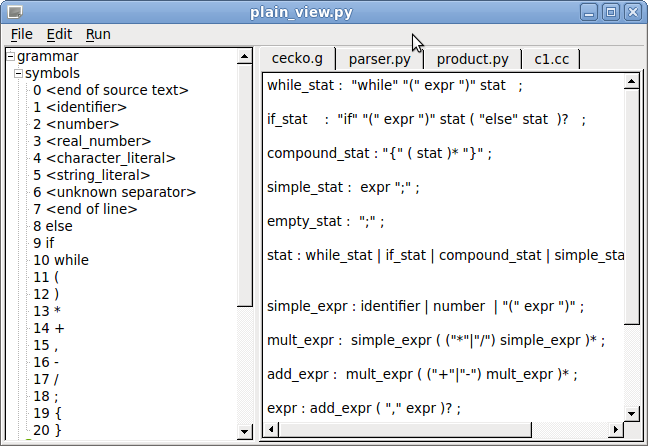 plain_view.py
File Edit Run
grammar
symbols
0 <end of source text>
1 <identifier>
2 <number>
3 <real_number>
4 <character_literal>
5 <string_literal>
6 <unknown separator>
7 <end of line>
8 else
9 if
10 while
11 (
12 )
13 *
14 +
15 ,
16 -
17 /
18 ;
19 {
20 }
cecko.g parser.py product.py c1.cc
while_stat : "while" "(" expr ")" stat ;
if_stat : "if" "(" expr ")" stat ( "else" stat )? ;
compound_stat : "{" ( stat )* "}" ;
simple_stat : expr ";" ;
empty_stat : ";" ;
stat : while_stat | if_stat | compound_stat | simple_sta
simple_expr : identifier | number | "(" expr ")" ;
mult_expr : simple_expr ( ("*"|"/") simple_expr )* ;
add_expr : mult_expr ( ("+"|"-") mult_expr )* ;
expr : add_expr ( "," expr )? ;